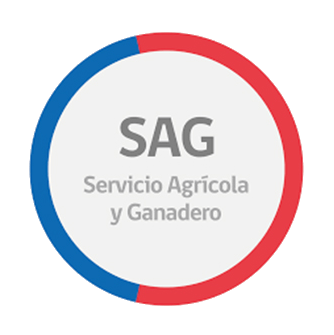 SAG
Servicio Agrícola
y Ganadero